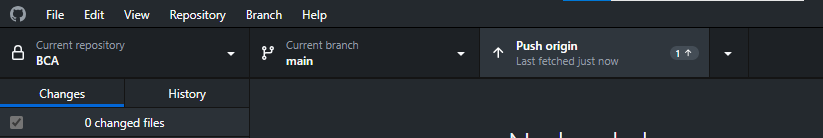 File Edit View Repository Branch Help
Current repository
BCA
Current branch
main
Push origin
Last fetched just now
1
Changes History
0 changed files